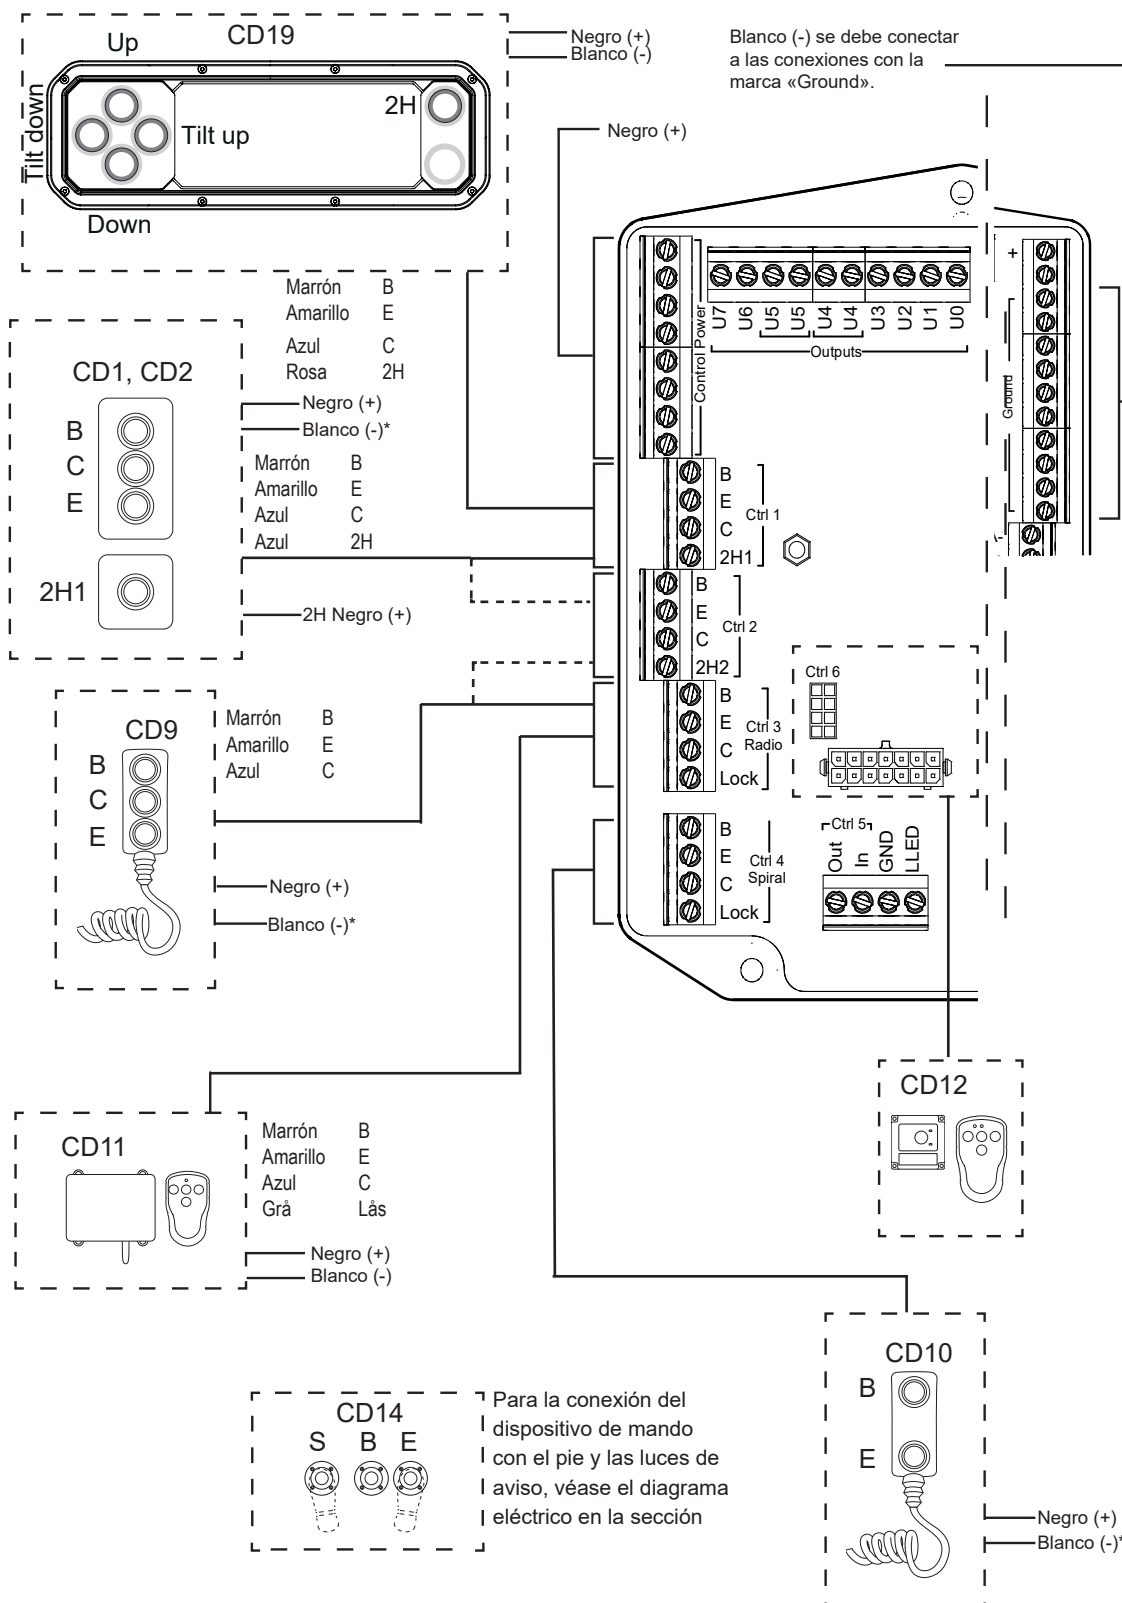 CD19
Up
Tilt down
Tilt up
2H
Down
Negro (+)
Blanco (-)
Blanco (-) se debe conectar
a las conexiones con la
marca «Ground».
Negro (+)
Marrón B
Amarillo E
Azul C
Rosa 2H
CD1, CD2
B
C
E
2H1
Negro (+)
Blanco (-)*
Marrón B
Amarillo E
Azul C
Azul 2H
2H Negro (+)
Control Power
U7 U6 U5 U5 U4 U4 U3 U2 U1 U0
Outputs
+
Ground
B
E
C
2H1
Ctrl 1
B
E
C
2H2
Ctrl 2
B
E
C
Lock
Ctrl 3
Radio
B
E
C
Lock
Ctrl 4
Spiral
Ctrl 6
Ctrl 5
Out In GND LLED
CD9
B
C
E
Marrón B
Amarillo E
Azul C
Negro (+)
Blanco (-)*
CD11
Marrón B
Amarillo E
Azul C
Grå Lås
Negro (+)
Blanco (-)
CD12
CD14
S B E
Para la conexión del
dispositivo de mando
con el pie y las luces de
aviso, véase el diagrama
eléctrico en la sección
CD10
B
E
Negro (+)
Blanco (-)*